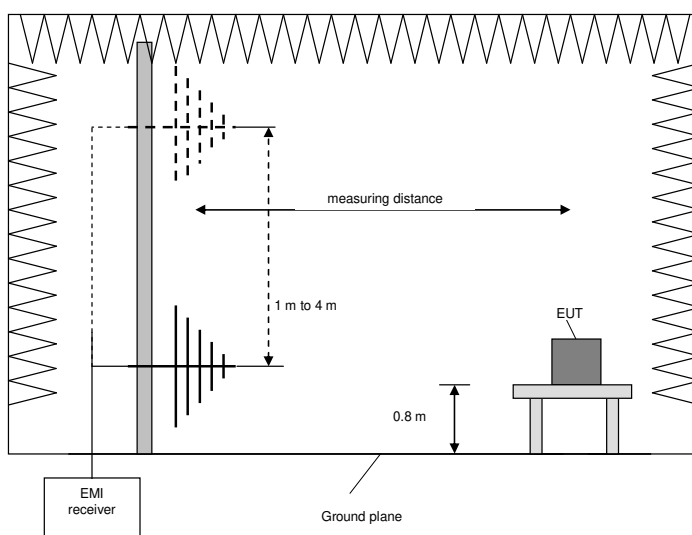 measuring distance
1 m to 4 m
EUT
0.8 m
EMI
receiver
Ground plane